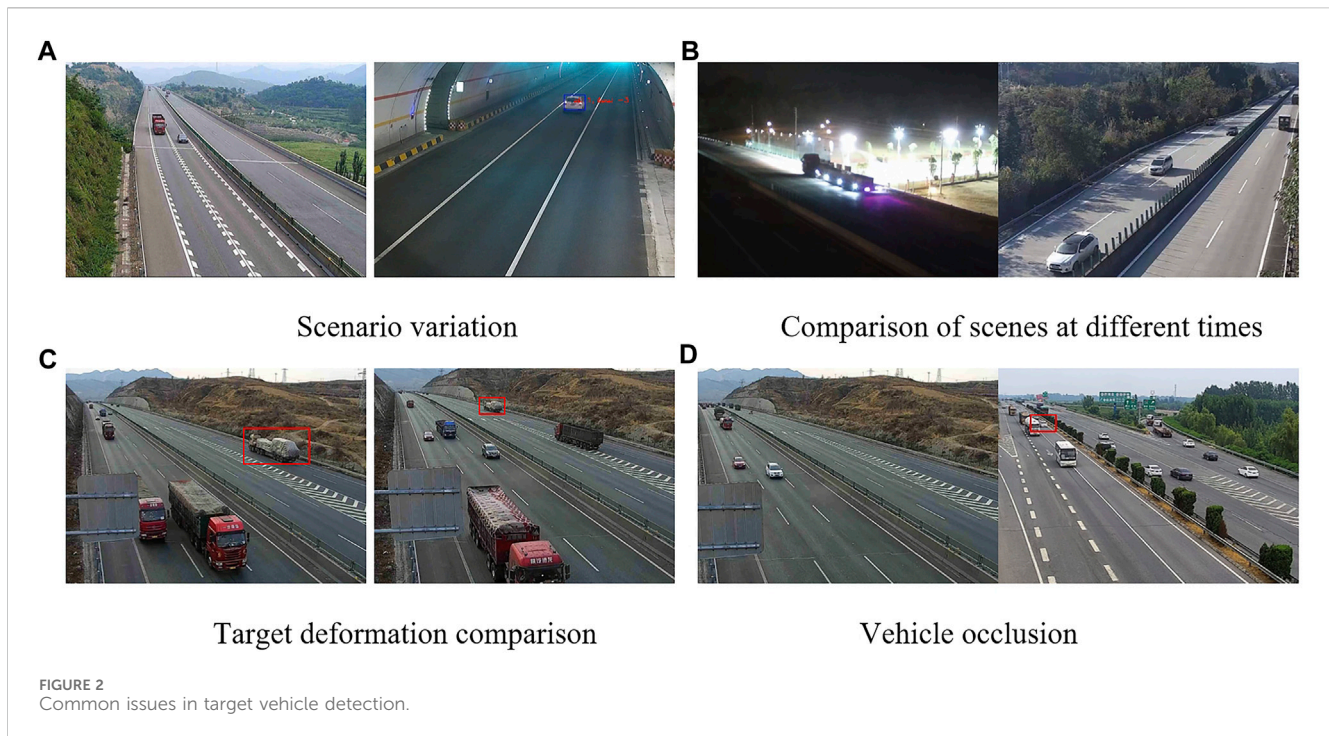 A
B
Scenario variation
Comparison of scenes at different times
C
D
Target deformation comparison
Vehicle occlusion
FIGURE 2
Common issues in target vehicle detection.